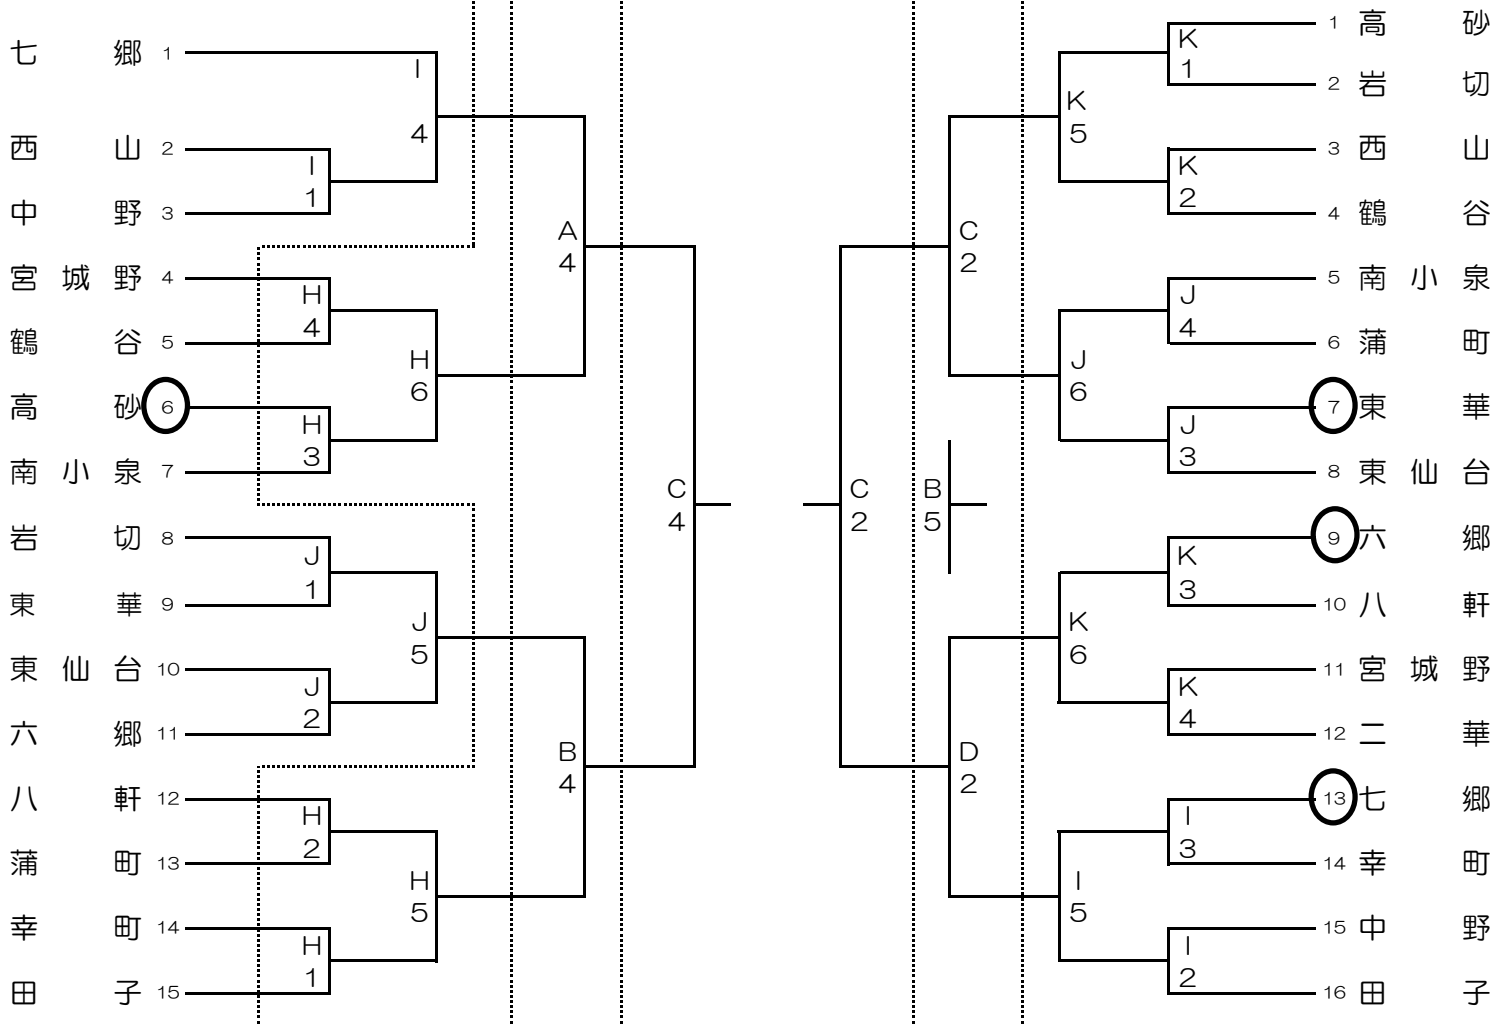 七郷 1
I
4
西山 2
I
1
中野 3
A
4
宮城野 4
H
4
鶴谷 5
H
6
高砂 6
H
3
南小泉 7
C
4
岩切 8
J
1
東華 9
J
5
東仙台 10
J
2
六郷 11
B
4
八軒 12
H
2
蒲町 13
H
5
幸町 14
H
1
田子 15
1 高砂
K
1
2 岩切
K
5
3 西山
K
2
4 鶴谷
C
2
5 南小泉
J
4
6 蒲町
J
6
7 東華
J
3
8 東仙台
C
2
B
5
9 六郷
K
3
10 八軒
K
6
11 宮城野
K
4
12 二華
D
2
13 七郷
I
3
14 幸町
I
5
15 中野
I
2
16 田子